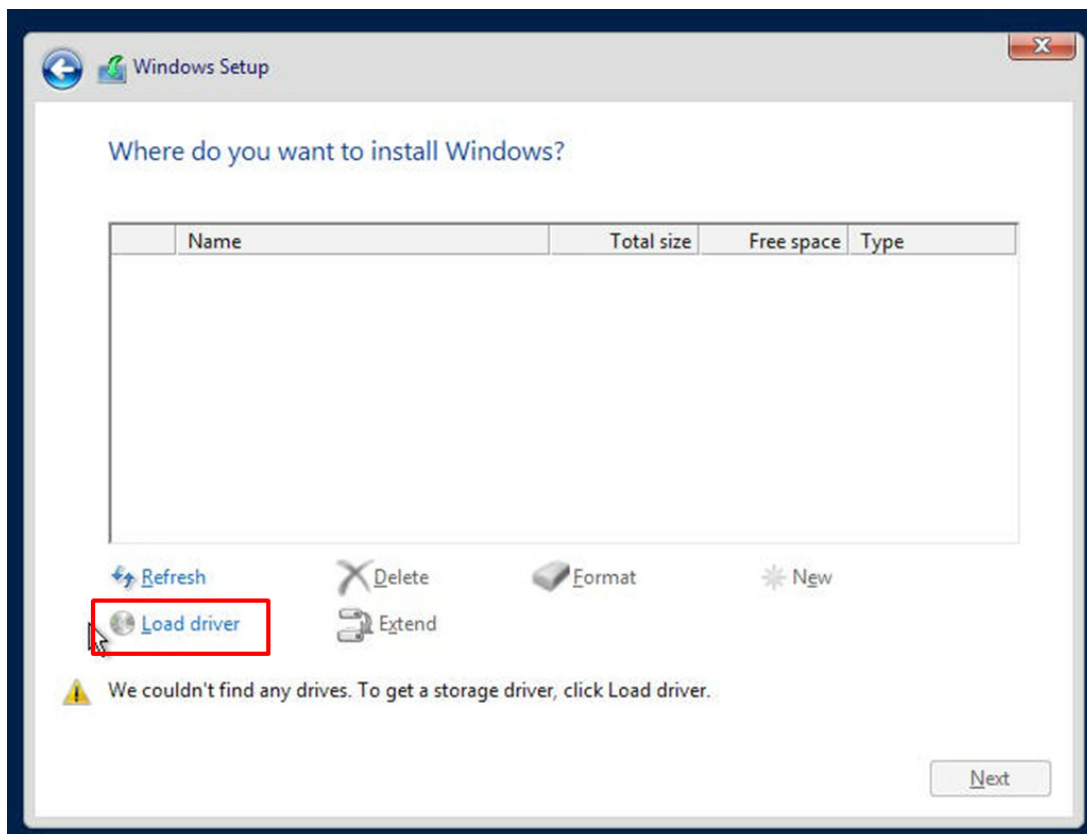 Windows Setup
Where do you want to install Windows?
Name Total size Free space Type
Refresh Delete Format New
Load driver Extend
We couldn't find any drives. To get a storage driver, click Load driver.
Next